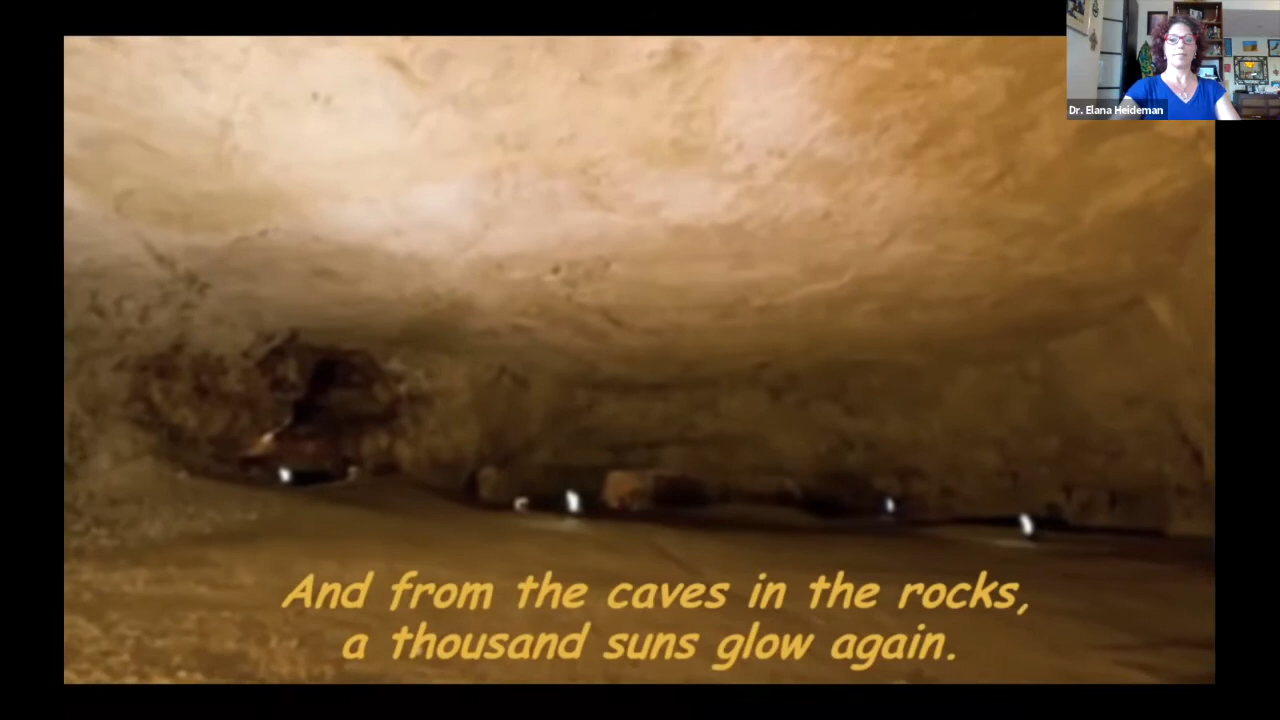 Dr. Elana Heideman
And from the caves in the rocks,
a thousand suns glow again.